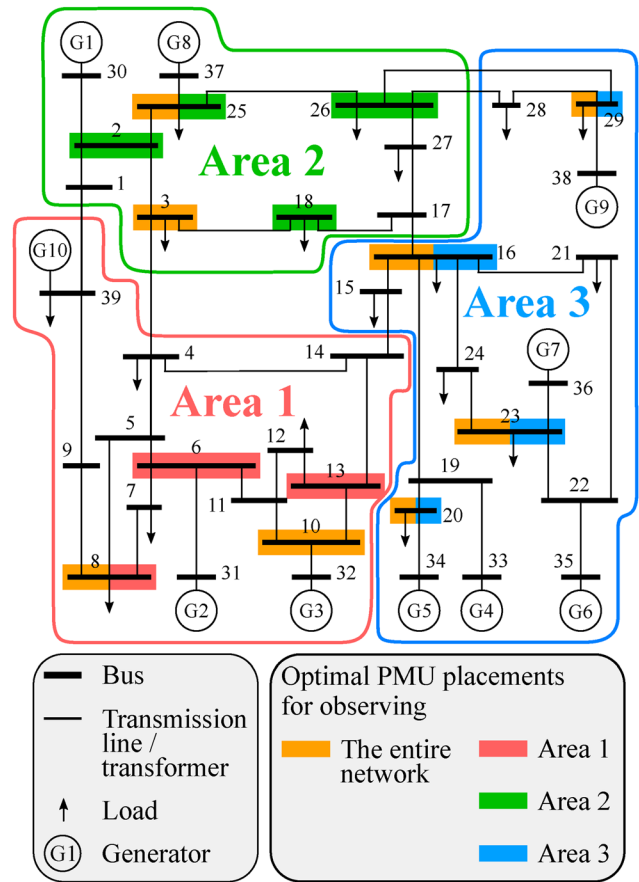 G1
G8
30
37
2
25
26
28
29
Area 2
27
1
3
18
17
38
G9
G10
39
16
21
15
Area 3
4
14
24
G7
36
5
Area 1
9
6
12
13
23
7
11
10
19
20
22
8
31
32
34
33
35
G2
G3
G5
G4
G6
Bus
Transmission
line /
transformer
Load
G1
Generator
Optimal PMU placements
for observing
The entire
network
Area 1
Area 2
Area 3